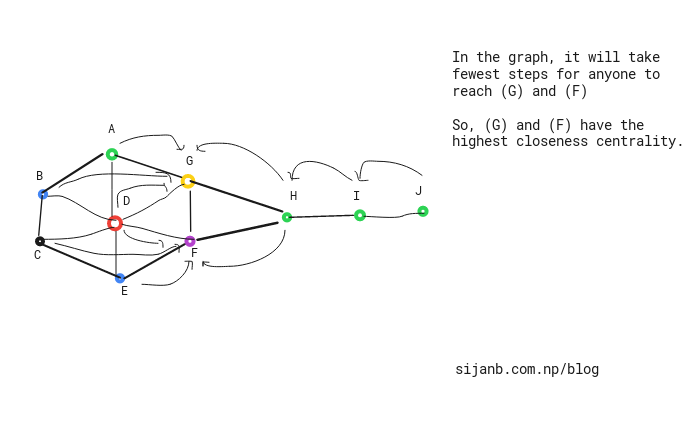 In the graph, it will take
fewest steps for anyone to
reach (G) and (F)
So, (G) and (F) have the
highest closeness centrality.
A
G
B
J
H
I
D
C
F
E
sijanb.com.np/blog